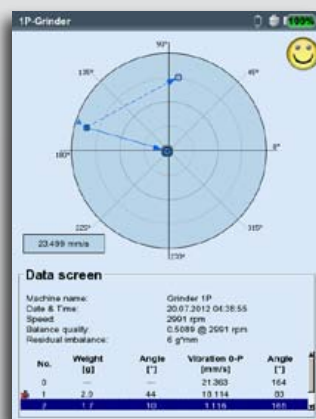 1P-Grinder 100%
90°
135° 45°
180° 0°
225° 315°
270°
23.499 mm/s
Data screen
Machine name: Grinder 1P
Date & Time: 20.07.2012 04:38:55
Speed: 2991 rpm
Balance quality: 0.5089 @ 2991 rpm
Residual imbalance: 6 g*mm
No. Weight [g] Angle [°] Vibration 0-P [mm/s] Angle [°]
0 --- --- 21.363 164
1 2.0 44 18.114 83
2 1.7 10 1.116 168